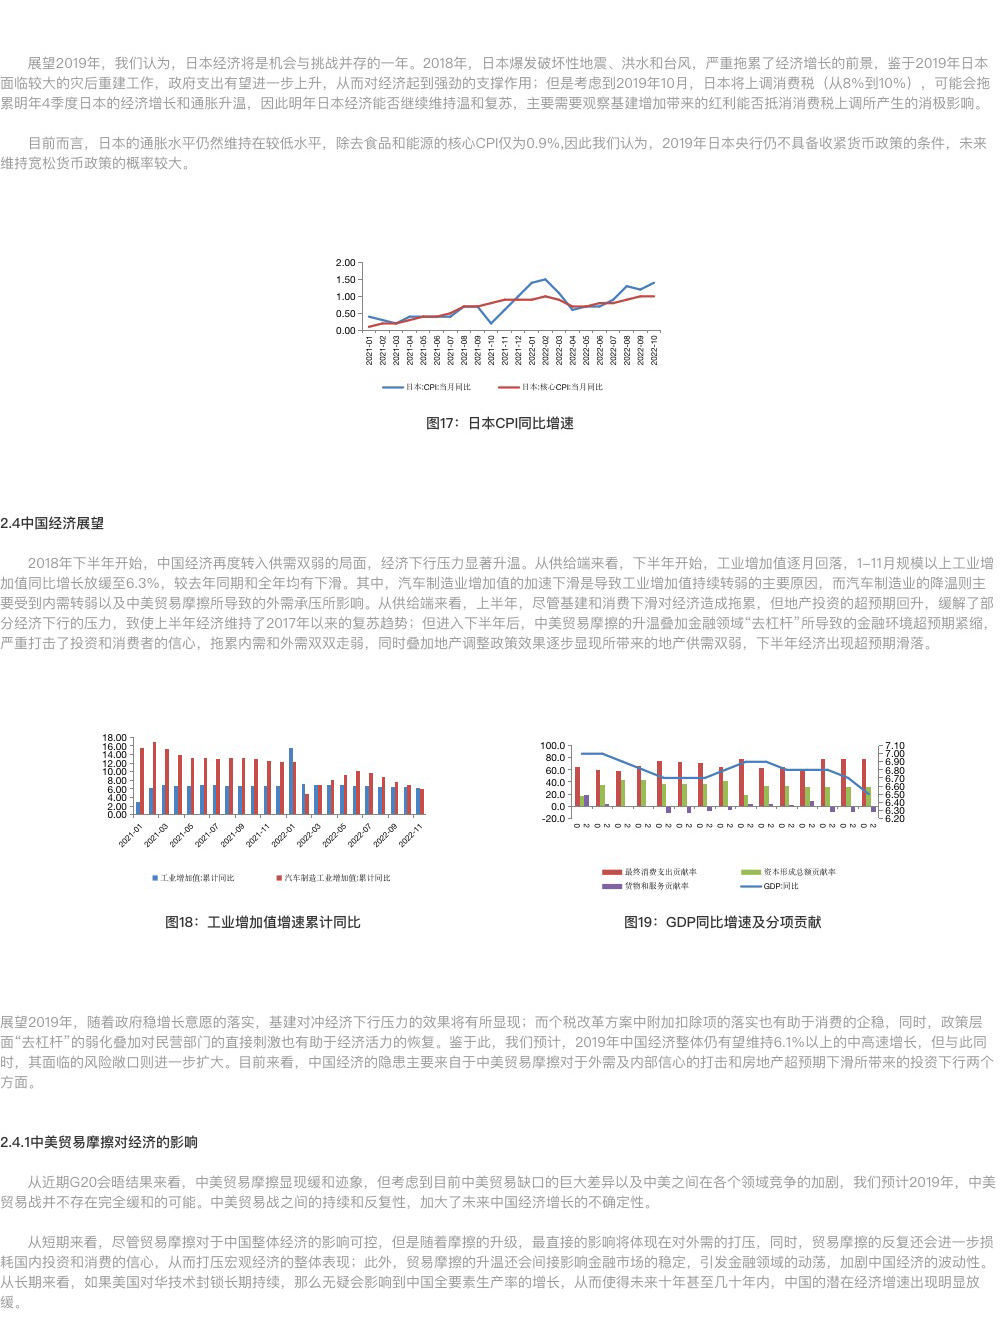 展望2019年，我们认为，日本经济将是机会与挑战并存的一年。2018年，日本爆发破坏性地震、洪水和台风，严重拖累了经济增长的前景，鉴于2019年日本
面临较大的灾后重建工作，政府支出有望进一步上升，从而对经济起到强劲的支撑作用；但是考虑到2019年10月，日本将上调消费税（从8%到10%），可能会拖
累明年4季度日本的经济增长和通胀升温，因此明年日本经济能否继续维持温和复苏，主要需要观察基建增加带来的红利能否抵消消费税上调所产生的消极影响。
目前而言，日本的通胀水平仍然维持在较低水平，除去食品和能源的核心CPI仅为0.9%,因此我们认为，2019年日本央行仍不具备收紧货币政策的条件，未来
维持宽松货币政策的概率较大。
2.00
1.50
1.00
0.50
0.00
2021-01 2021-02 2021-03 2021-04 2021-05 2021-06 2021-07 2021-08 2021-09 2021-10 2021-11 2021-12 2022-01 2022-02 2022-03 2022-04 2022-05 2022-06 2022-07 2022-08 2022-09 2022-10
日本:CPI:当月同比 日本:核心CPI:当月同比
图17：日本CPI同比增速
2.4中国经济展望
2018年下半年开始，中国经济再度转入供需双弱的局面，经济下行压力显著升温。从供给端来看，下半年开始，工业增加值逐月回落，1-11月规模以上工业增
加值同比增长放缓至6.3%，较去年同期和全年均有下滑。其中，汽车制造业增加值的加速下滑是导致工业增加值持续转弱的主要原因，而汽车制造业的降温则主
要受到内需转弱以及中美贸易摩擦所导致的外需承压所影响。从供给端来看，上半年，尽管基建和消费下滑对经济造成拖累，但地产投资的超预期回升，缓解了部
分经济下行的压力，致使上半年经济维持了2017年以来的复苏趋势；但进入下半年后，中美贸易摩擦的升温叠加金融领域“去杠杆”所导致的金融环境超预期紧缩，
严重打击了投资和消费者的信心，拖累内需和外需双双走弱，同时叠加地产调整政策效果逐步显现所带来的地产供需双弱，下半年经济出现超预期滑落。
18.00
16.00
14.00
12.00
10.00
8.00
6.00
4.00
2.00
0.00
2021-01 2021-03 2021-05 2021-07 2021-09 2021-11 2022-01 2022-03 2022-05 2022-07 2022-09 2022-11
工业增加值:累计同比 汽车制造工业增加值:累计同比
图18：工业增加值增速累计同比
100.0
80.0
60.0
40.0
20.0
0.0
-20.0
7.10
7.00
6.90
6.80
6.70
6.60
6.50
6.40
6.30
6.20
0 2 0 2 0 2 0 2 0 2 0 2 0 2 0 2 0 2 0 2 0 2 0 2 0 2 0 2 0 2
最终消费支出贡献率 资本形成总额贡献率
货物和服务贡献率 GDP:同比
图19：GDP同比增速及分项贡献
展望2019年，随着政府稳增长意愿的落实，基建对冲经济下行压力的效果将有所显现；而个税改革方案中附加扣除项的落实也有助于消费的企稳，同时，政策层
面“去杠杆”的弱化叠加对民营部门的直接刺激也有助于经济活力的恢复。鉴于此，我们预计，2019年中国经济整体仍有望维持6.1%以上的中高速增长，但与此同
时，其面临的风险敞口则进一步扩大。目前来看，中国经济的隐患主要来自于中美贸易摩擦对于外需及内部信心的打击和房地产超预期下滑所带来的投资下行两个
方面。
2.4.1中美贸易摩擦对经济的影响
从近期G20会晤结果来看，中美贸易摩擦显现缓和迹象，但考虑到目前中美贸易缺口的巨大差异以及中美之间在各个领域竞争的加剧，我们预计2019年，中美
贸易战并不存在完全缓和的可能。中美贸易战之间的持续和反复性，加大了未来中国经济增长的不确定性。
从短期来看，尽管贸易摩擦对于中国整体经济的影响可控，但是随着摩擦的升级，最直接的影响将体现在对外需的打压，同时，贸易摩擦的反复还会进一步损
耗国内投资和消费的信心，从而打压宏观经济的整体表现；此外，贸易摩擦的升温还会间接影响金融市场的稳定，引发金融领域的动荡，加剧中国经济的波动性。
从长期来看，如果美国对华技术封锁长期持续，那么无疑会影响到中国全要素生产率的增长，从而使得未来十年甚至几十年内，中国的潜在经济增速出现明显放
缓。